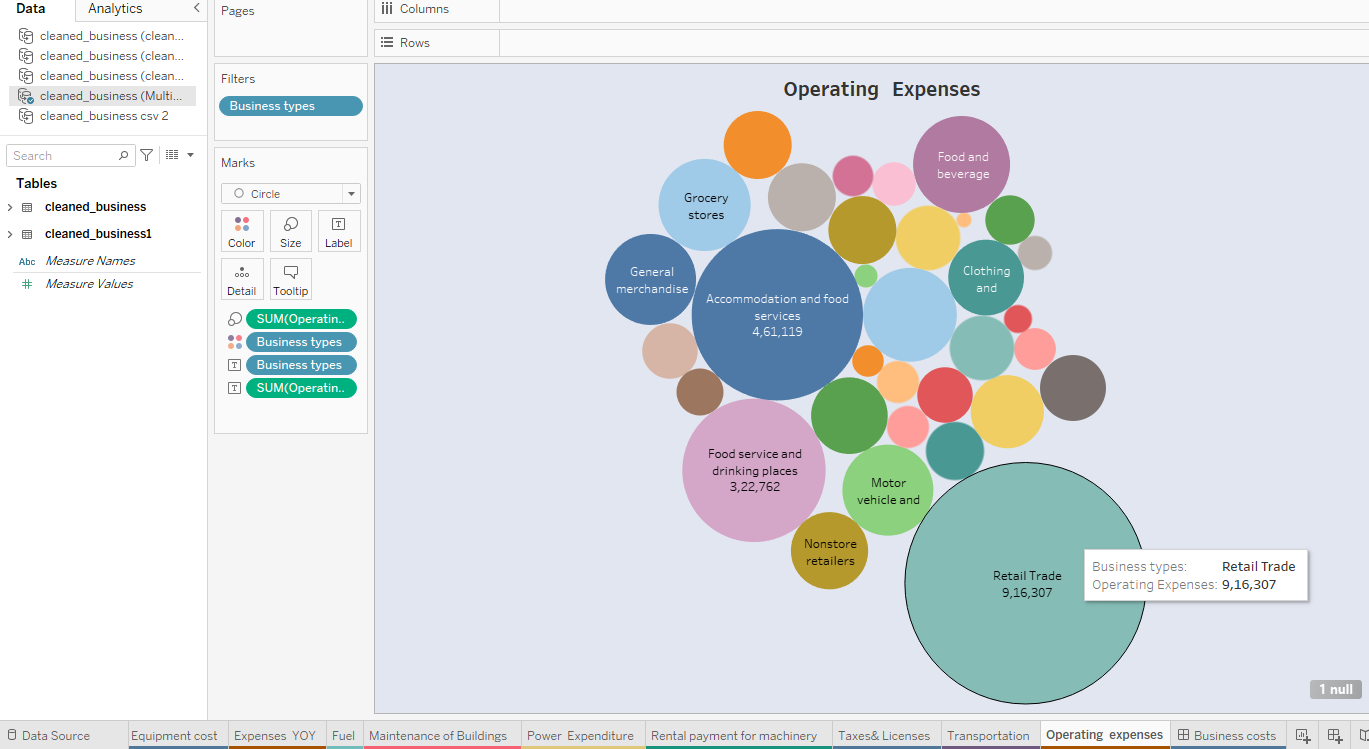 Data
Analytics
cleaned_business (clean...
cleaned_business (clean...
cleaned_business (clean...
cleaned_business (Multi...
cleaned_business csv 2
Search
Tables
cleaned_business
cleaned_business1
Abc Measure Names
# Measure Values
Pages
Filters
Business types
Marks
Circle
Color Size Label
Detail Tooltip
SUM(Operatin..
Business types
Business types
SUM(Operatin..
Columns
Rows
Operating Expenses
Food and
beverage
Grocery
stores
General
merchandise
Clothing
and
Accommodation and food
services
4,61,119
Food service and
drinking places
3,22,762
Motor
vehicle and
Nonstore
retailers
Retail Trade
9,16,307
Business types: Retail Trade
Operating Expenses: 9,16,307
1 null
Data Source
Equipment cost
Expenses YOY
Fuel
Maintenance of Buildings
Power Expenditure
Rental payment for machinery
Taxes& Licenses
Transportation
Operating expenses
Business costs